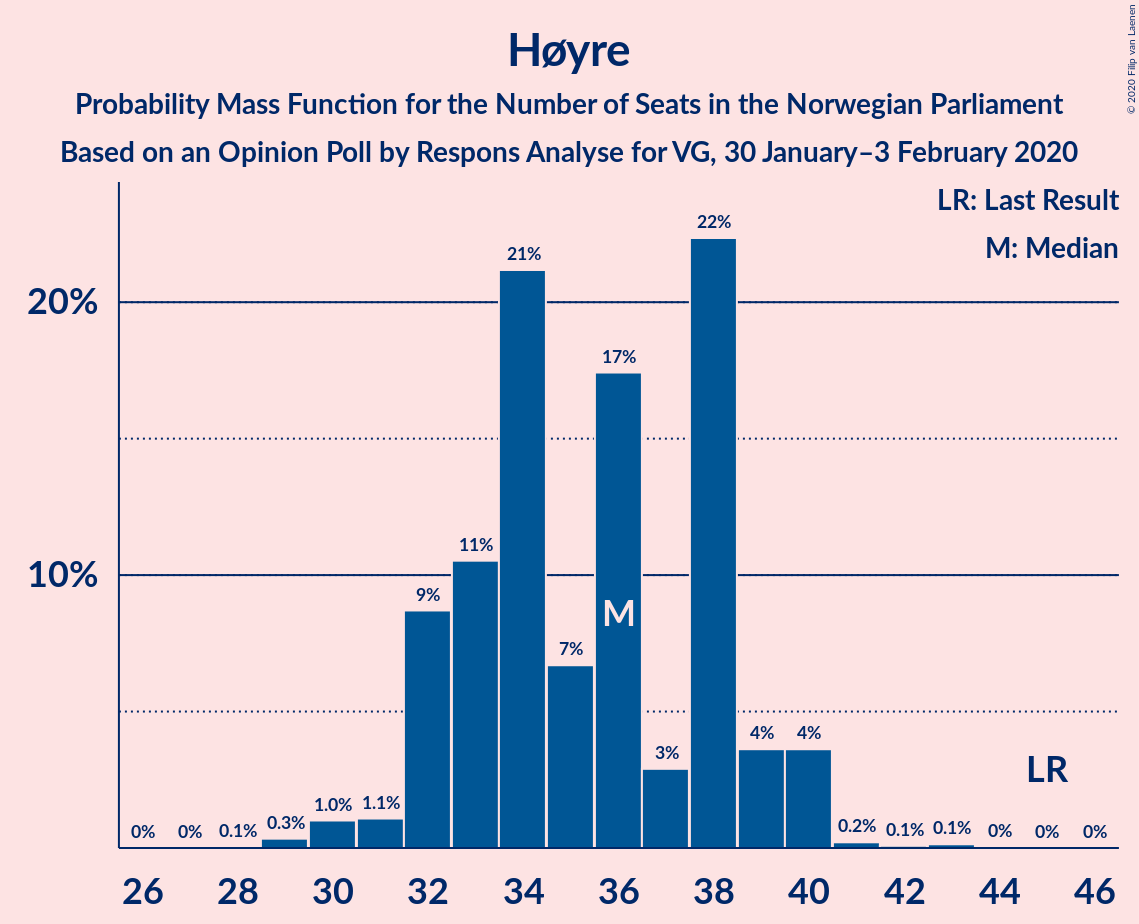 Høyre
Probability Mass Function for the Number of Seats in the Norwegian Parliament
Based on an Opinion Poll by Respons Analyse for VG, 30 January–3 February 2020
© 2020 Filip van Laenen
LR: Last Result
M: Median
20%
10%
0%
0%
0.1%
0.3%
1.0%
1.1%
9%
11%
21%
7%
17%
3%
22%
4%
4%
0.2%
0.1%
0.1%
0%
0%
0%
M
LR
26 28 30 32 34 36 38 40 42 44 46